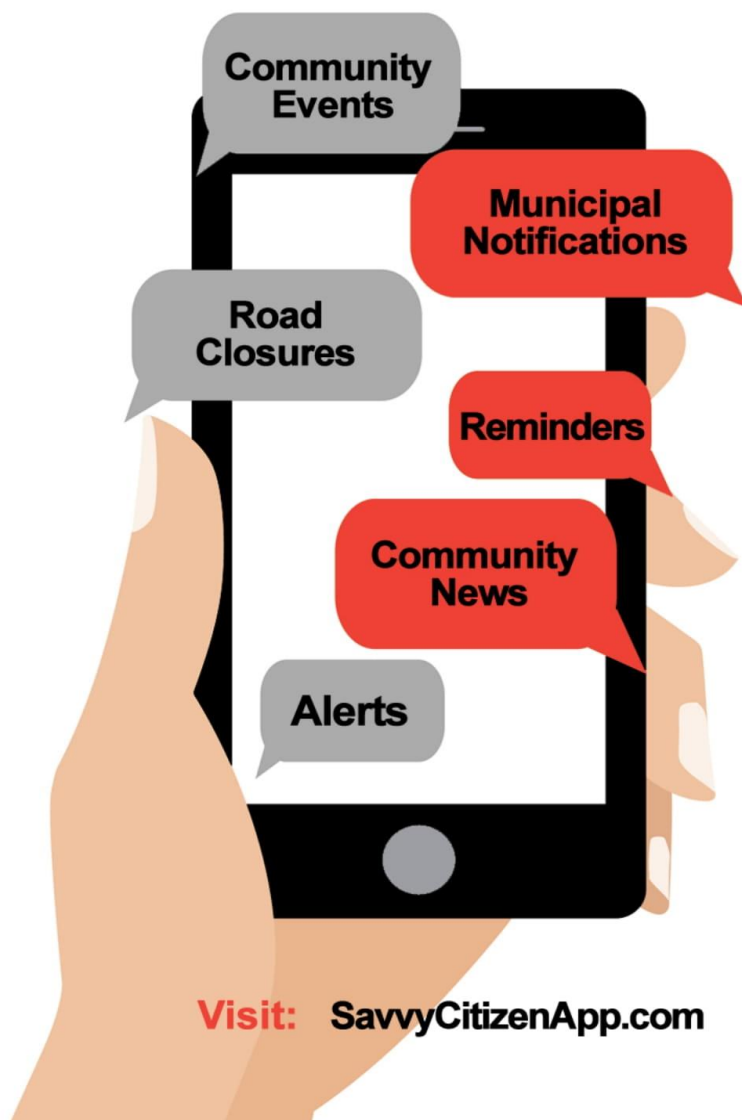 Community
Events
Municipal
Notifications
Road
Closures
Reminders
Community
News
Alerts
Visit: SavvyCitizenApp.com